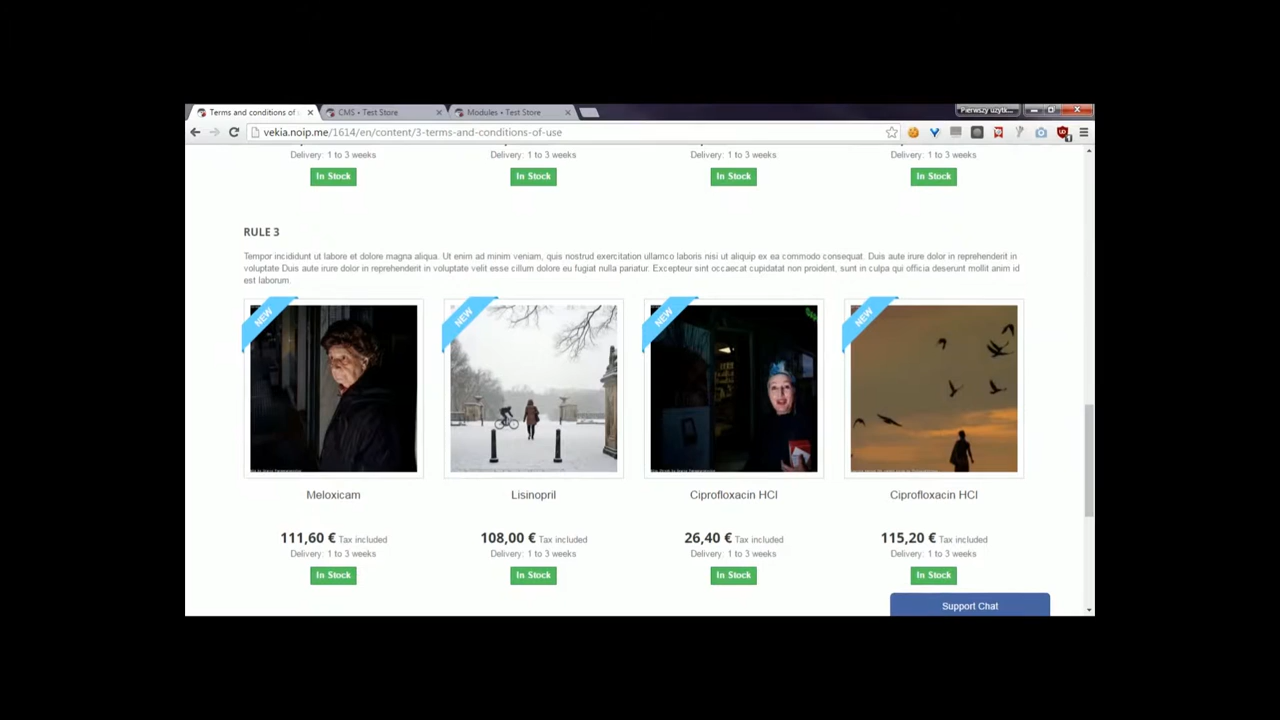 Terms and conditions of
CMS • Test Store
Modules • Test Store
Pierwszy użytk...
vekia.noip.me/1614/en/content/3-terms-and-conditions-of-use
Delivery: 1 to 3 weeks Delivery: 1 to 3 weeks Delivery: 1 to 3 weeks Delivery: 1 to 3 weeks
In Stock In Stock In Stock In Stock
RULE 3
Tempor incididunt ut labore et dolore magna aliqua. Ut enim ad minim veniam, quis nostrud exercitation ullamco laboris nisi ut aliquip ex ea commodo consequat. Duis aute irure dolor in reprehenderit in
voluptate Duis aute irure dolor in reprehenderit in voluptate velit esse cillum dolore eu fugiat nulla pariatur. Excepteur sint occaecat cupidatat non proident, sunt in culpa qui officia deserunt mollit anim id
est laborum.
NEW NEW NEW NEW
Meloxicam Lisinopril Ciprofloxacin HCl Ciprofloxacin HCl
111,60 € Tax included 108,00 € Tax included 26,40 € Tax included 115,20 € Tax included
Delivery: 1 to 3 weeks Delivery: 1 to 3 weeks Delivery: 1 to 3 weeks Delivery: 1 to 3 weeks
In Stock In Stock In Stock In Stock
Support Chat